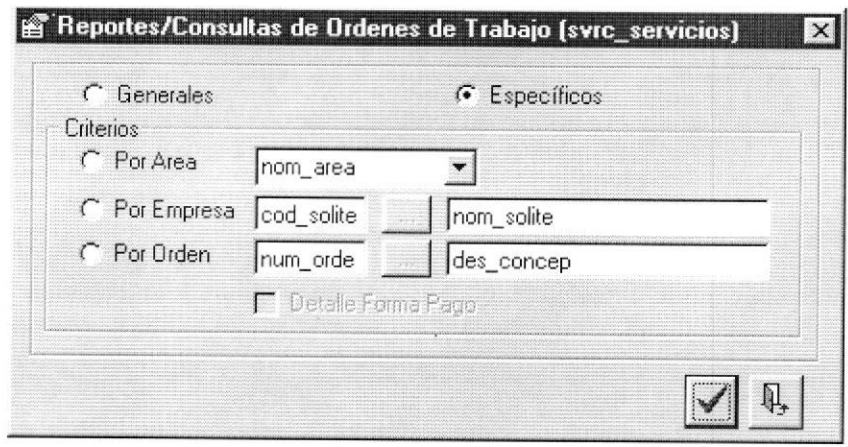 Reportes/Consultas de Ordenes de Trabajo (svrc_servicios)
Generales Específicos
Criterios
Por Area nom_area
Por Empresa cod_solite ... nom_solite
Por Orden num_orde ... des_concep
Detalle Forma Pago